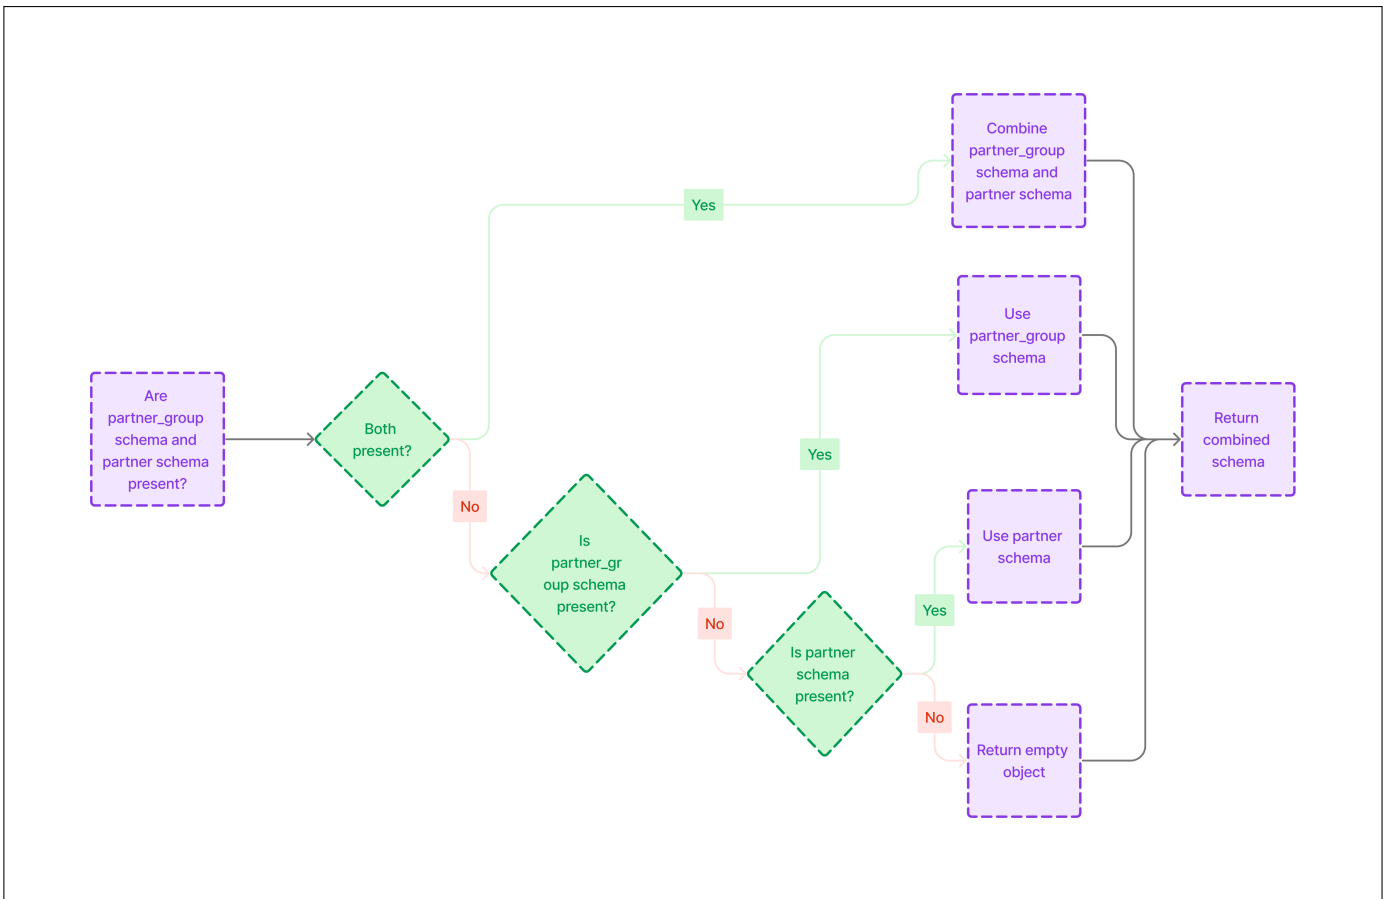 Are
partner_group
schema and
partner schema
present?
Both
present?
Yes
No
Combine
partner_group
schema and
partner schema
Is
partner_gr
oup schema
present?
Yes
No
Use
partner_group
schema
Is partner
schema
present?
Yes
No
Use partner
schema
Return empty
object
Return
combined
schema